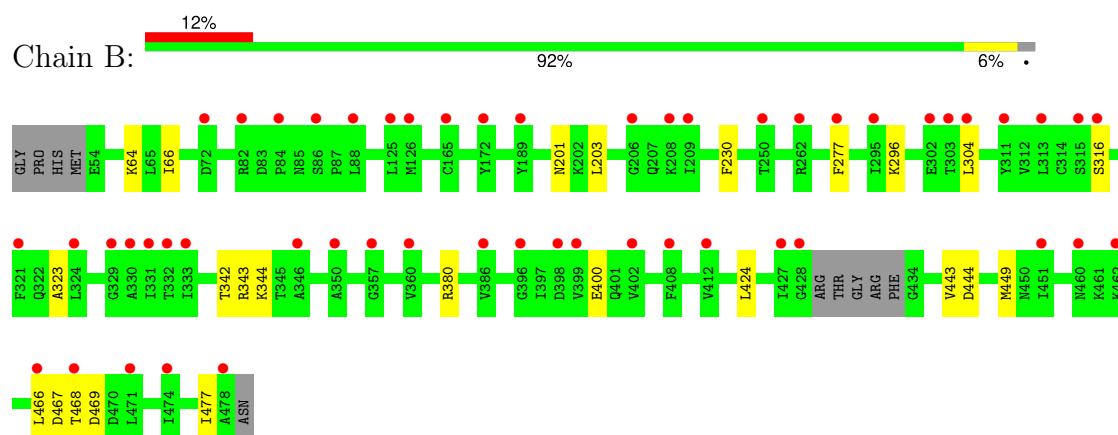 12%
Chain B:
92% 6% •
GLY PRO HIS MET E54 K64 L65 I66 D72 R82 D83 P84 N85 S86 P87 L88 L125 M126 C165 Y172 Y189 N201 K202 L203 G206 Q207 K208 I209 F230 T250 R262 F277 I295 K296 E302 T303 L304 Y311 V312 L313 C314 S315 S316
F321 Q322 A323 L324 G329 A330 I331 T332 I333 T342 R343 K344 T345 A346 A350 G357 V360 R380 V386 G396 I397 D398 V399 E400 Q401 V402 F408 V412 L424 I427 G428 ARG THR GLY ARG PHE G434 V443 D444 M449 N450 I451 N460 K461 K462
L466 D467 T468 D469 D470 L471 I474 I477 A478 ASN